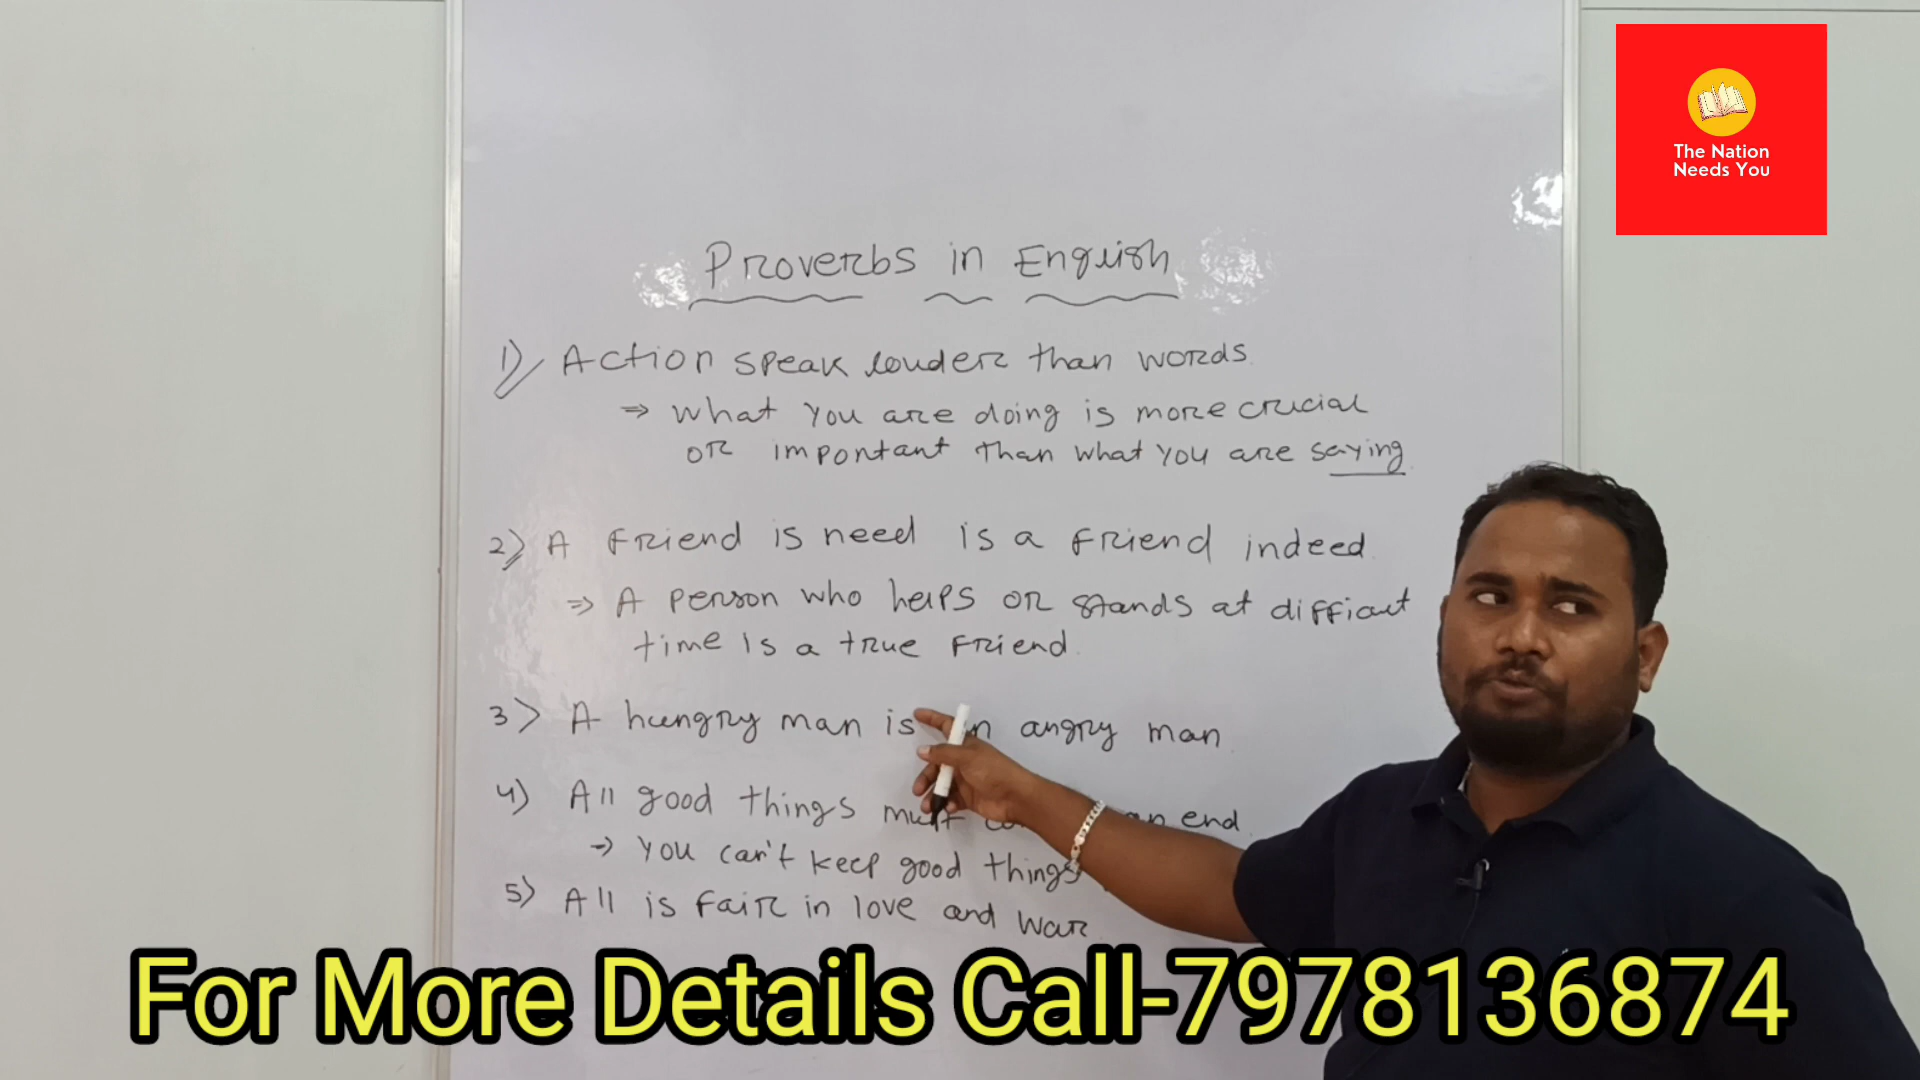 The Nation
Needs You
Proverbs in English
1) Action speak louder than words.
⇒ What you are doing is more crucial
or important than what you are saying.
2) A friend is need is a friend indeed
⇒ A person who helps or stands at difficult
time is a true friend.
3) A hungry man is angry man
4) All good things must end.
→ You can't keep good things
5) All is fair in love and war.
For More Details Call-7978136874